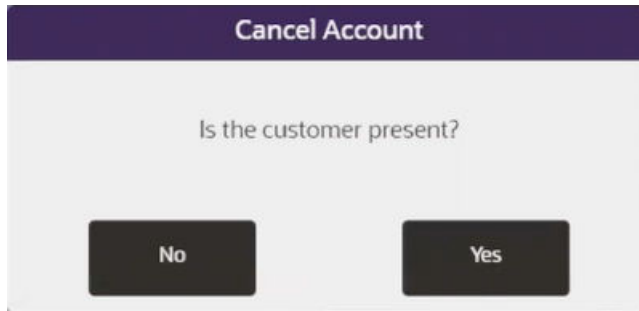 Cancel Account
Is the customer present?
No
Yes